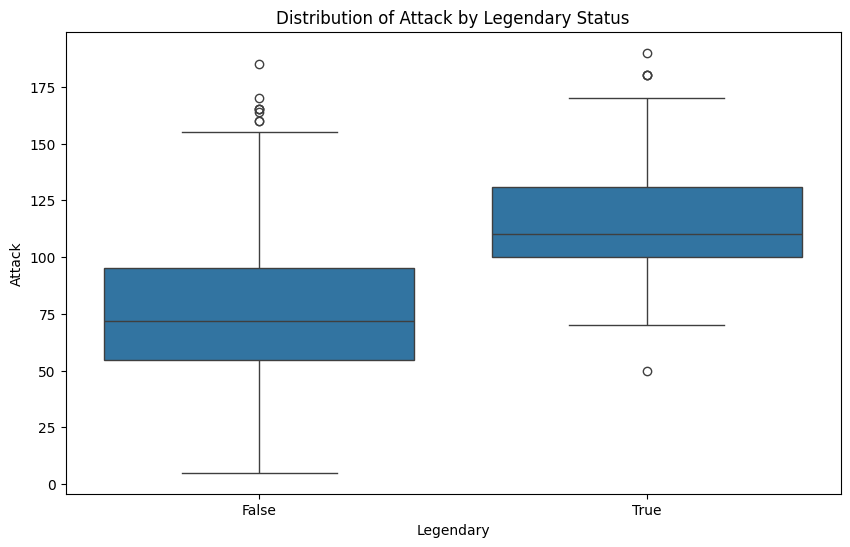 Distribution of Attack by Legendary Status
Attack
175
150
125
100
75
50
25
0
False
True
Legendary